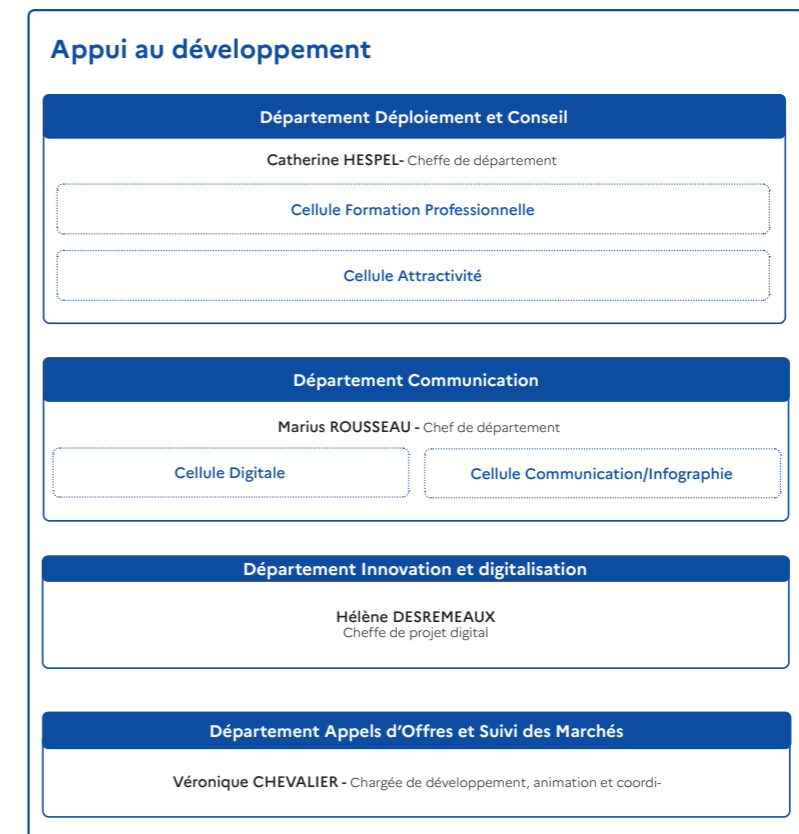 Appui au développement
Département Déploiement et Conseil
Catherine HESPEL- Cheffe de département
Cellule Formation Professionnelle
Cellule Attractivité
Département Communication
Marius ROUSSEAU - Chef de département
Cellule Digitale
Cellule Communication/Infographie
Département Innovation et digitalisation
Hélène DESREMEAUX
Cheffe de projet digital
Département Appels d’Offres et Suivi des Marchés
Véronique CHEVALIER - Chargée de développement, animation et coordi-